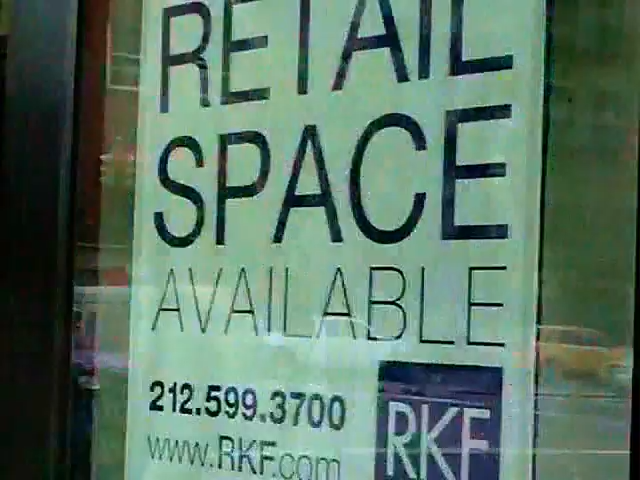 RETAIL
SPACE
AVAILABLE
212.599.3700
www.RKF.com
RKF